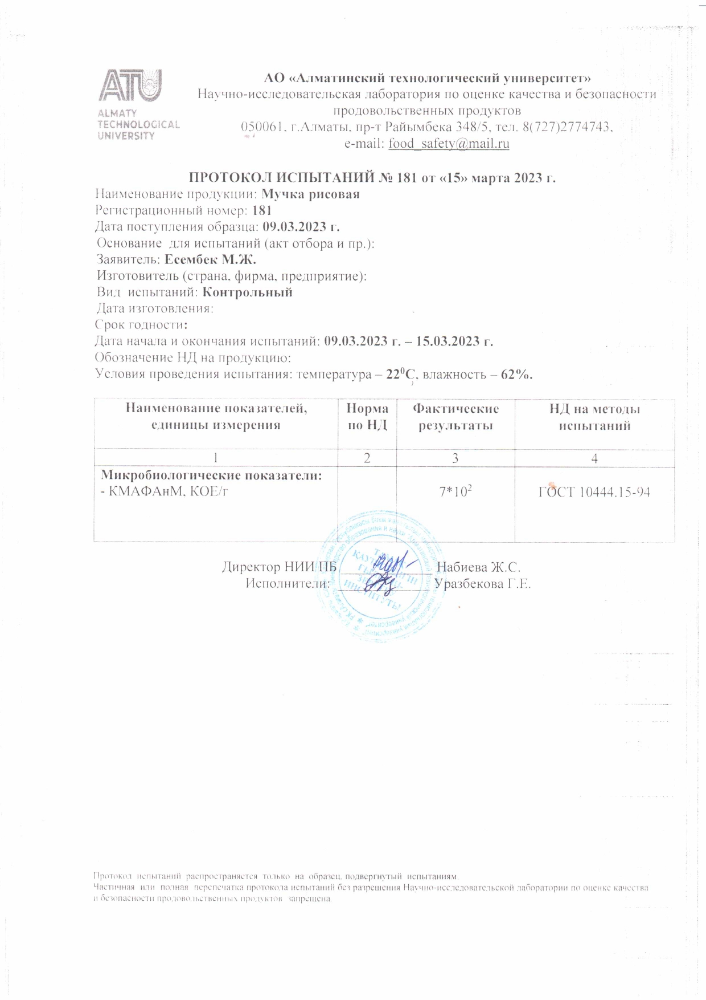 ATU
ALMATY
TECHNOLOGICAL
UNIVERSITY
АО «Алматинский технологический университет»
Научно-исследовательская лаборатория по оценке качества и безопасности
продовольственных продуктов
050061, г.Алматы, пр-т Райымбека 348/5, тел. 8(727)2774743,
e-mail: food_safety@mail.ru
ПРОТОКОЛ ИСПЫТАНИЙ № 181 от «15» марта 2023 г.
Наименование продукции: Мучка рисовая
Регистрационный номер: 181
Дата поступления образца: 09.03.2023 г.
Основание для испытаний (акт отбора и пр.):
Заявитель: Есембек М.Ж.
Изготовитель (страна, фирма, предприятие):
Вид испытаний: Контрольный
Дата изготовления:
Срок годности:
Дата начала и окончания испытаний: 09.03.2023 г. – 15.03.2023 г.
Обозначение НД на продукцию:
Условия проведения испытания: температура – 22⁰С, влажность – 62%.
Наименование показателей, единицы измерения
Норма по НД
Фактические результаты
НД на методы испытаний
1 2 3 4
Микробиологические показатели:
- КМАФАнМ, КОЕ/г 7*10² ГОСТ 10444.15-94
Директор НИИ ПБ Набиева Ж.С.
Исполнители: Уразбекова Г.Е.
ИНСТИТУТЫ
Протокол испытаний распространяется только на образец, подвергнутый испытаниям.
Частичная или полная перепечатка протокола испытаний без разрешения Научно-исследовательской лаборатории по оценке качества
и безопасности продовольственных продуктов запрещена.